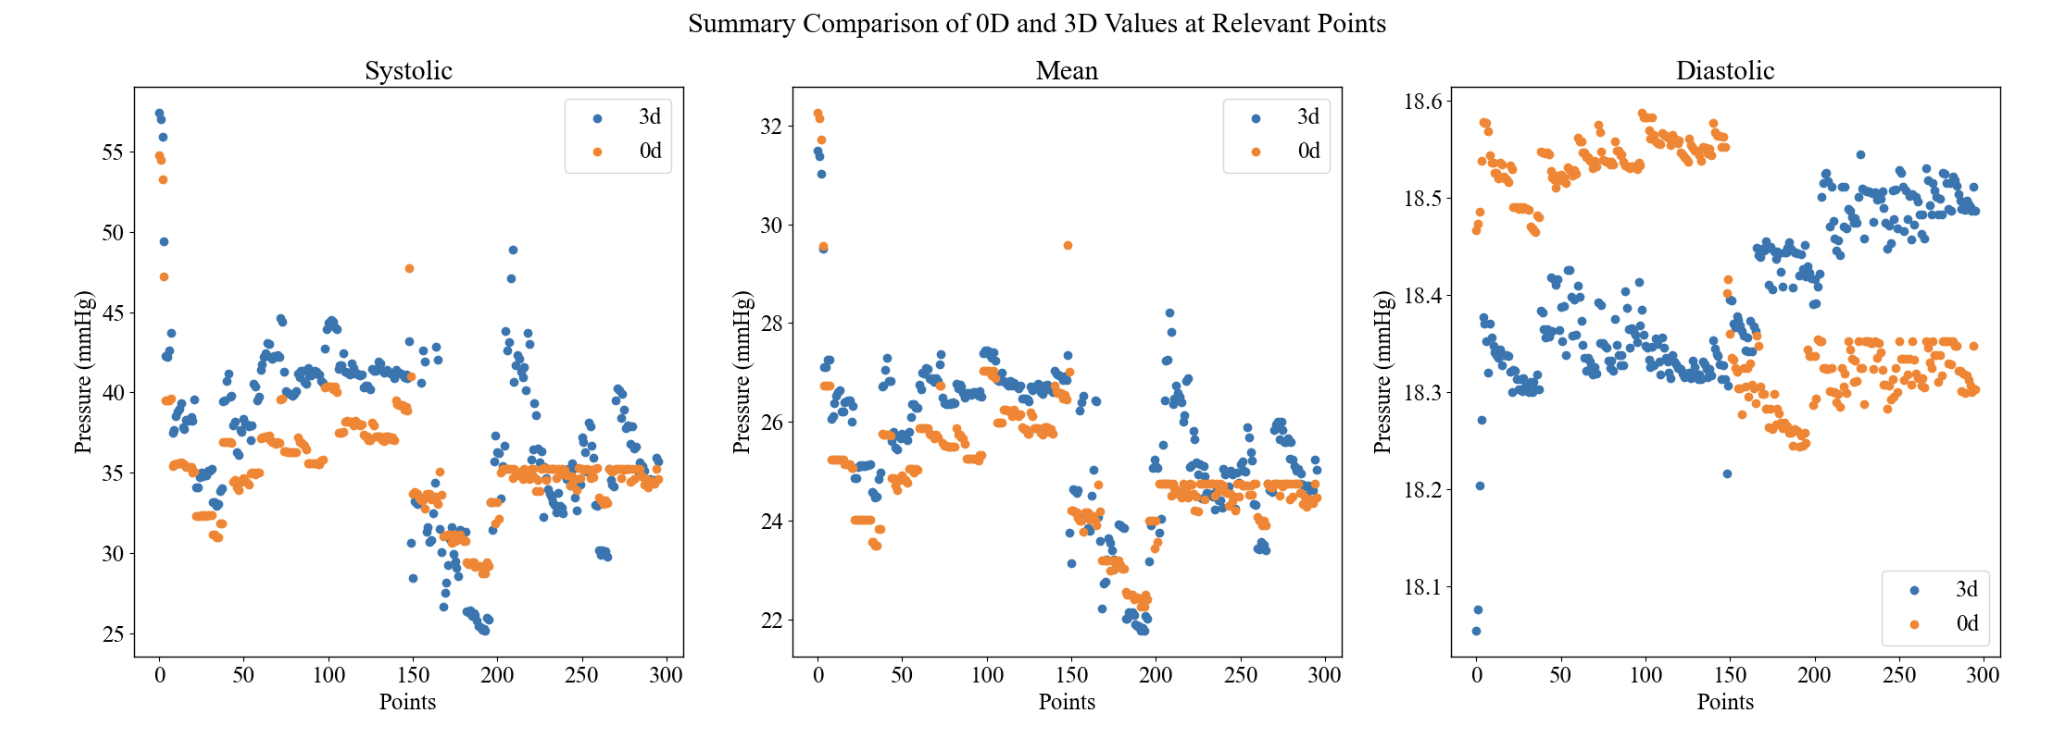 Summary Comparison of 0D and 3D Values at Relevant Points
Systolic
Pressure (mmHg)
55
50
45
40
35
30
25
0 50 100 150 200 250 300
Points
3d
0d
Mean
Pressure (mmHg)
32
30
28
26
24
22
0 50 100 150 200 250 300
Points
3d
0d
Diastolic
Pressure (mmHg)
18.6
18.5
18.4
18.3
18.2
18.1
0 50 100 150 200 250 300
Points
3d
0d